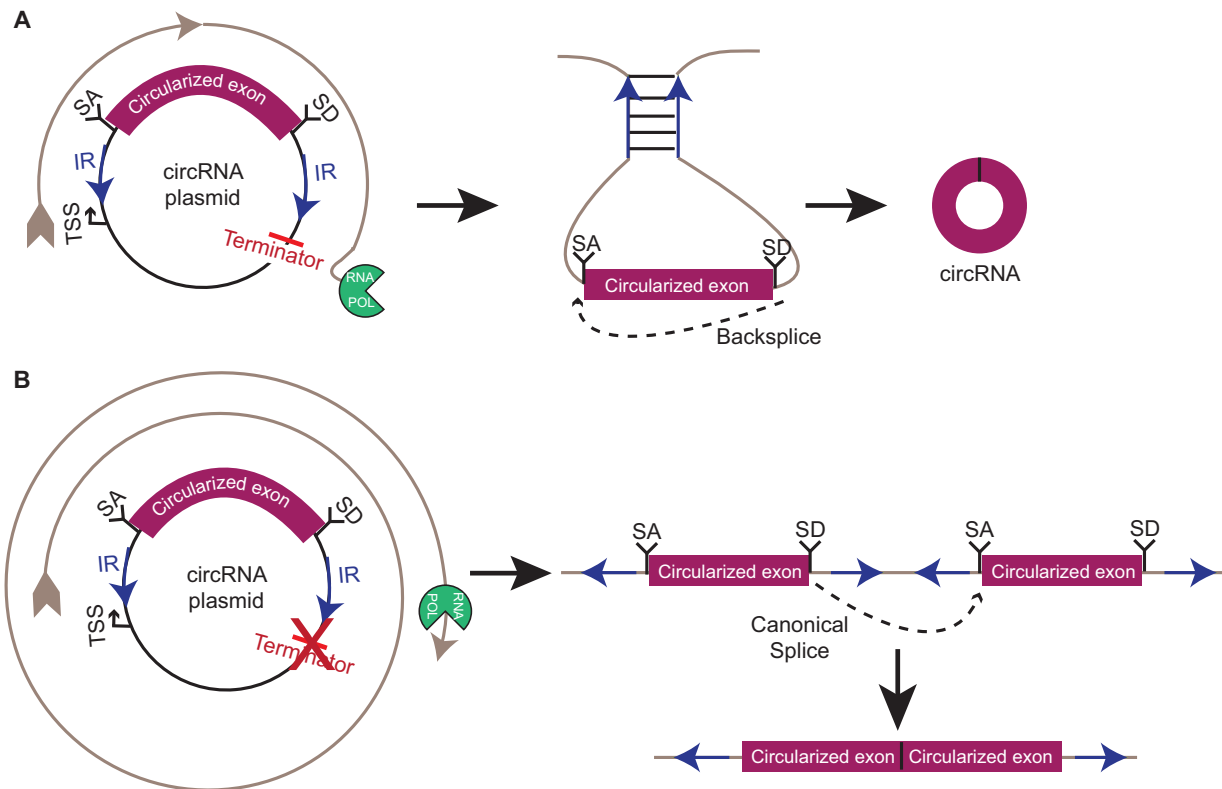 A
SA
Circularized exon
SD
IR
IR
circRNA
plasmid
TSS
Terminator
RNA
POL
SA
SD
Circularized exon
Backsplice
circRNA
B
SA
Circularized exon
SD
IR
IR
circRNA
plasmid
TSS
Terminator
RNA
POL
SA
SD
SA
SD
Circularized exon
Circularized exon
Canonical
Splice
Circularized exon
Circularized exon